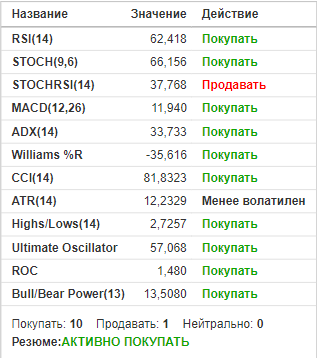 Название Значение Действие
RSI(14) 62,418 Покупать
STOCH(9,6) 66,156 Покупать
STOCHRSI(14) 37,768 Продавать
MACD(12,26) 11,940 Покупать
ADX(14) 33,733 Покупать
Williams %R -35,616 Покупать
CCI(14) 81,8323 Покупать
ATR(14) 12,2329 Менее волатилен
Highs/Lows(14) 2,7257 Покупать
Ultimate Oscillator 57,068 Покупать
ROC 1,480 Покупать
Bull/Bear Power(13) 13,5080 Покупать
Покупать: 10 Продавать: 1 Нейтрально: 0
Резюме:АКТИВНО ПОКУПАТЬ